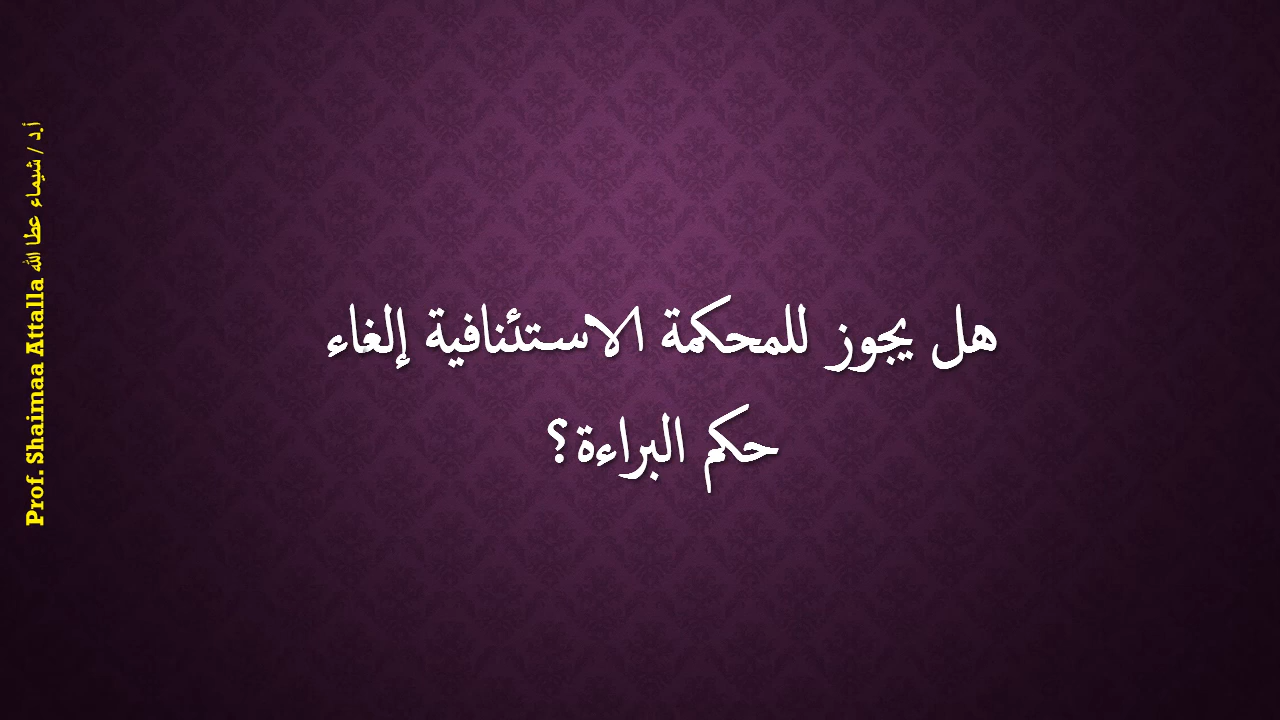 هل يجوز للمحكمة الاستئنافية إلغاء
حكم البراءة؟
Prof. Shaimaa Attalla أ.د / شيماء عطا الله